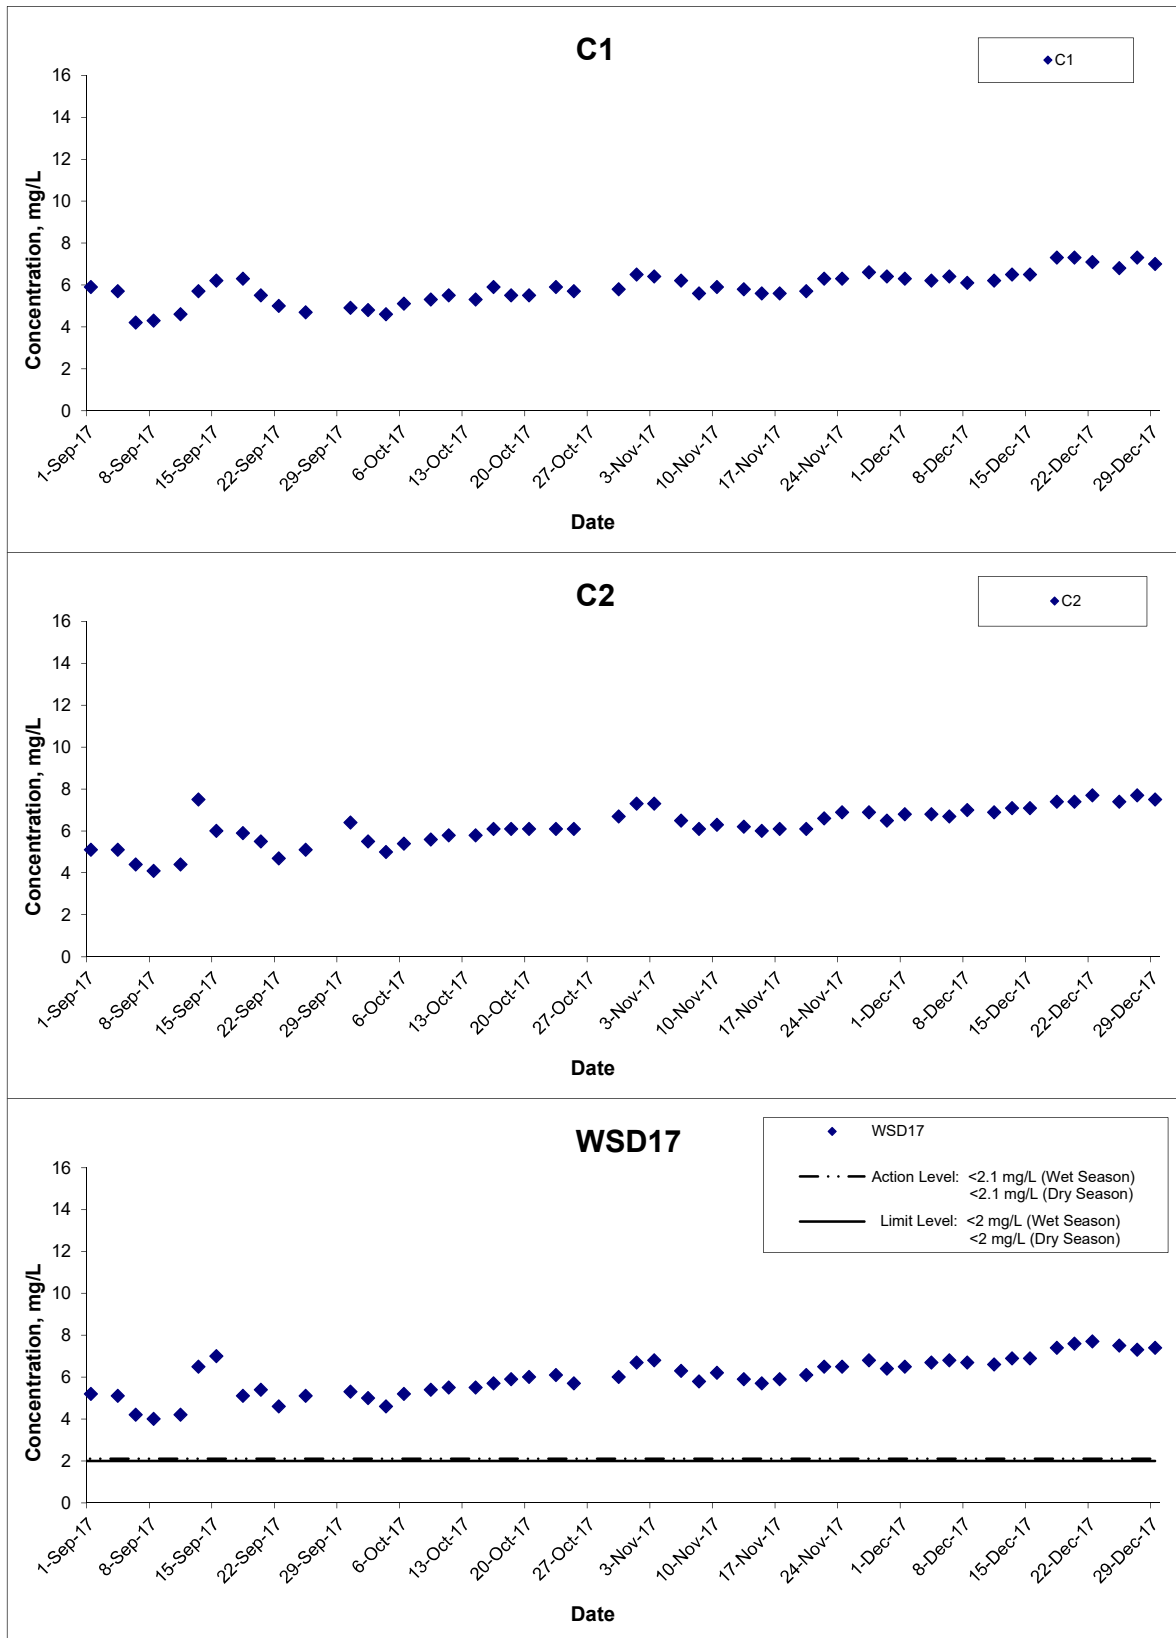 C1
C1
16
14
12
10
8
6
4
2
0
Concentration, mg/L
1-Sep-17
8-Sep-17
15-Sep-17
22-Sep-17
29-Sep-17
6-Oct-17
13-Oct-17
20-Oct-17
27-Oct-17
3-Nov-17
10-Nov-17
17-Nov-17
24-Nov-17
1-Dec-17
8-Dec-17
15-Dec-17
22-Dec-17
29-Dec-17
Date
C2
C2
16
14
12
10
8
6
4
2
0
Concentration, mg/L
1-Sep-17
8-Sep-17
15-Sep-17
22-Sep-17
29-Sep-17
6-Oct-17
13-Oct-17
20-Oct-17
27-Oct-17
3-Nov-17
10-Nov-17
17-Nov-17
24-Nov-17
1-Dec-17
8-Dec-17
15-Dec-17
22-Dec-17
29-Dec-17
Date
WSD17
WSD17
Action Level: <2.1 mg/L (Wet Season)
<2.1 mg/L (Dry Season)
Limit Level: <2 mg/L (Wet Season)
<2 mg/L (Dry Season)
16
14
12
10
8
6
4
2
0
Concentration, mg/L
1-Sep-17
8-Sep-17
15-Sep-17
22-Sep-17
29-Sep-17
6-Oct-17
13-Oct-17
20-Oct-17
27-Oct-17
3-Nov-17
10-Nov-17
17-Nov-17
24-Nov-17
1-Dec-17
8-Dec-17
15-Dec-17
22-Dec-17
29-Dec-17
Date